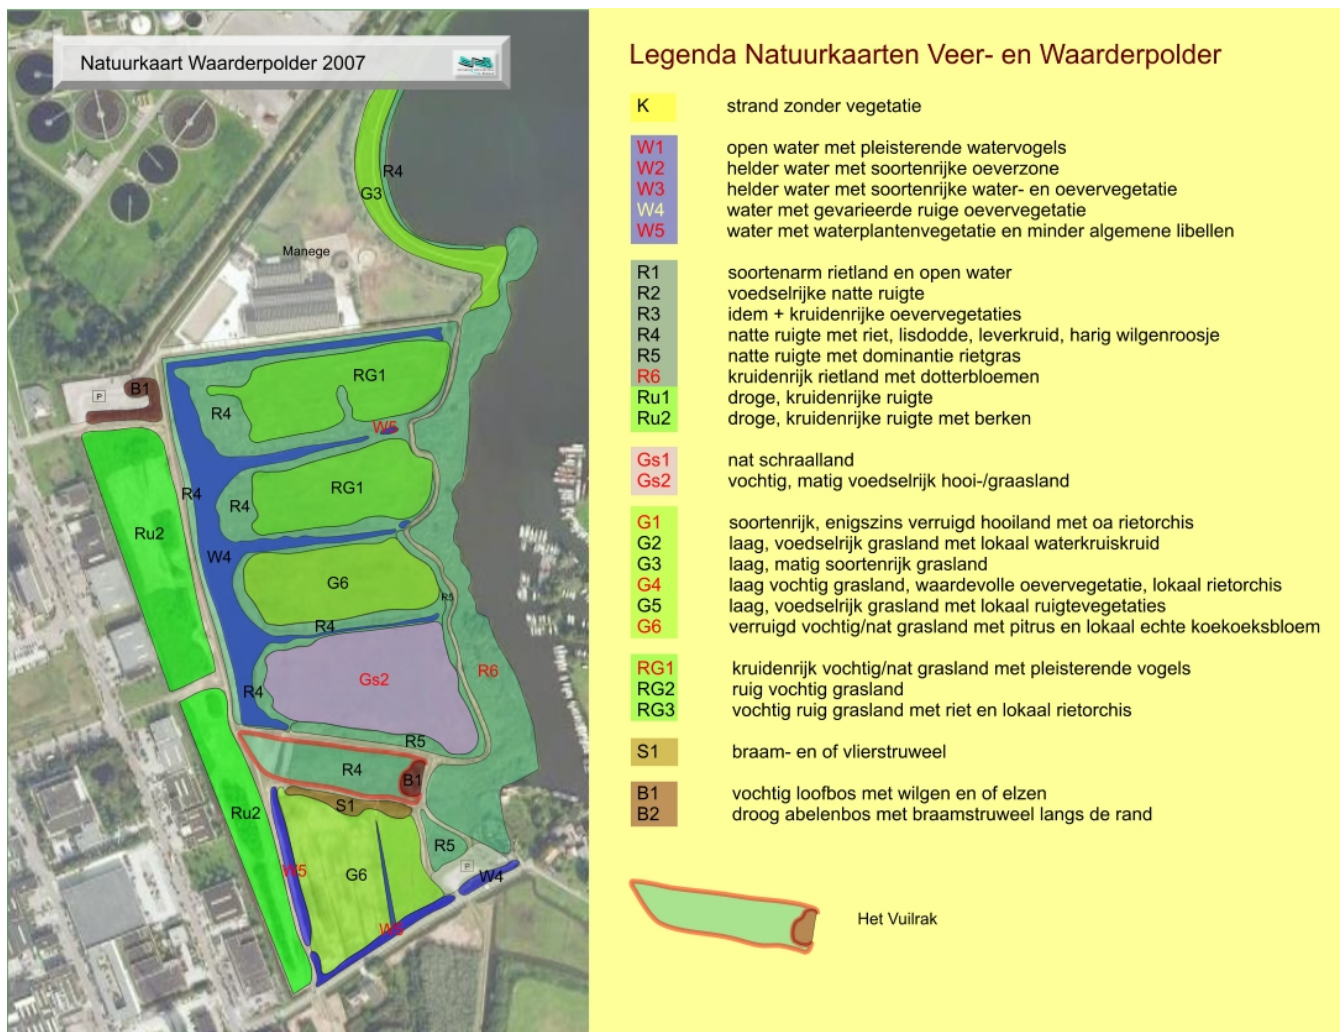 Natuurkaart Waarderpolder 2007
R4
G3
Manege
RG1
B1
P
R4
W5
RG1
R4
R4
Ru2
W4
G6
R5
R4
R6
Gs2
R4
R5
R4
B1
S1
Ru2
R5
P
W5
G6
W4
W5
Legenda Natuurkaarten Veer- en Waarderpolder
K strand zonder vegetatie
W1 open water met pleisterende watervogels
W2 helder water met soortenrijke oeverzone
W3 helder water met soortenrijke water- en oevervegetatie
W4 water met gevarieerde ruige oevervegetatie
W5 water met waterplantenvegetatie en minder algemene libellen
R1 soortenarm rietland en open water
R2 voedselrijke natte ruigte
R3 idem + kruidenrijke oevervegetaties
R4 natte ruigte met riet, lisdodde, leverkruid, harig wilgenroosje
R5 natte ruigte met dominantie rietgras
R6 kruidenrijk rietland met dotterbloemen
Ru1 droge, kruidenrijke ruigte
Ru2 droge, kruidenrijke ruigte met berken
Gs1 nat schraalland
Gs2 vochtig, matig voedselrijk hooi-/graasland
G1 soortenrijk, enigszins verruigd hooiland met oa rietorchis
G2 laag, voedselrijk grasland met lokaal waterkruiskruid
G3 laag, matig soortenrijk grasland
G4 laag vochtig grasland, waardevolle oevervegetatie, lokaal rietorchis
G5 laag, voedselrijk grasland met lokaal ruigtevegetaties
G6 verruigd vochtig/nat grasland met pitrus en lokaal echte koekoeksbloem
RG1 kruidenrijk vochtig/nat grasland met pleisterende vogels
RG2 ruig vochtig grasland
RG3 vochtig ruig grasland met riet en lokaal rietorchis
S1 braam- en of vlierstruweel
B1 vochtig loofbos met wilgen en of elzen
B2 droog abelenbos met braamstruweel langs de rand
Het Vuilrak